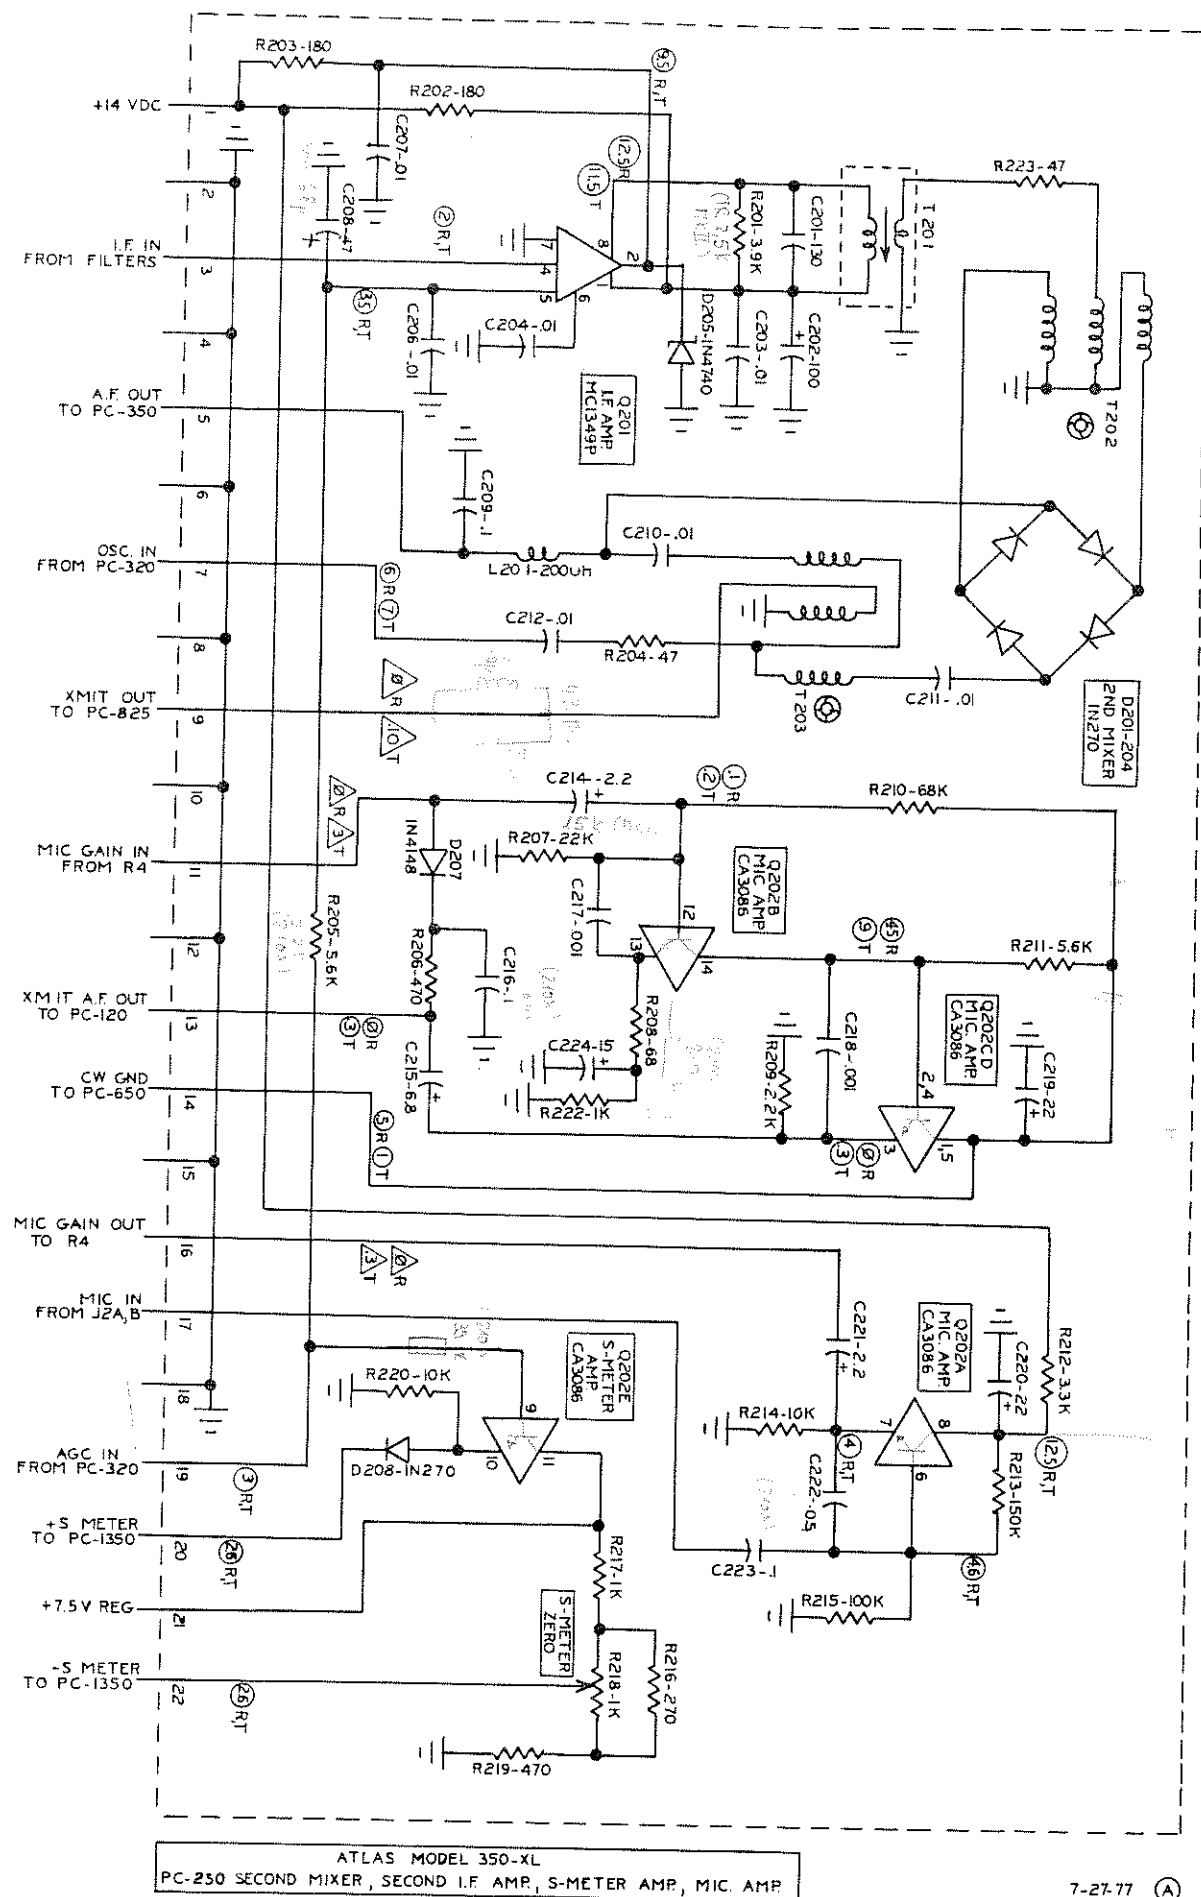 R203-180
+14 VDC
1
R202-180
9.5 R,T
C207-.01
12.5 R
11.5 T
R223-47
2
C208-47
+
2 R,T
7
8
4
2
1
5
6
R201-3.9K
C201-130
T201
I.F. IN
FROM FILTERS
3
3.5 R,T
C206-.01
C204-.01
D205-1N4740
C203-.01
+
C202-100
4
T202
A.F. OUT
TO PC-350
5
Q201
I.F. AMP
MC1349P
C209-.1
6
C210-.01
OSC. IN
FROM PC-320
7
L201-200uh
6 R 7 T
C212-.01
8
R204-47
XMIT OUT
TO PC-825
9
Ø R
.10 T
T203
C211-.01
D201-204
2ND MIXER
IN270
10
Ø R .3 T
C214-2.2
+
.1 R
.2 T
R210-68K
MIC GAIN IN
FROM R4
11
D207
IN4148
R207-22K
C217-.001
12
13
14
Q202B
MIC AMP
CA3086
12
R205-5.6K
R206-470
C216-.1
4.5 R
9 T
R211-5.6K
XMIT A.F. OUT
TO PC-120
13
Ø R
.3 T
R208-68
C218-.001
Q202CD
MIC. AMP
CA3086
C219-22
+
CW GND
TO PC-650
14
C215-6.8
+
C224-15
+
R222-1K
R209-2.2K
2,4
3
1,5
.5 R 1 T
Ø R
.3 T
15
MIC GAIN OUT
TO R4
16
Ø R
.3 T
MIC IN
FROM J2A,B
17
C221-2.2
+
Q202A
MIC. AMP
CA3086
C220-22
+
R212-3.3K
18
R220-10K
Q202E
S-METER
AMP
CA3086
9
10
11
R214-10K
7
8
6
4 R,T
12.5 R,T
AGC IN
FROM PC-320
19
.3 R,T
D208-1N270
C222-.05
R213-150K
+S METER
TO PC-1350
20
2.6 R,T
C223-.1
4.6 R,T
R217-1K
+7.5V REG
21
R215-100K
S-METER
ZERO
-S METER
TO PC-1350
22
2.6 R,T
R218-1K
R216-270
R219-470
ATLAS MODEL 350-XL
PC-230 SECOND MIXER, SECOND I.F. AMP., S-METER AMP., MIC. AMP.
7-27-77 A